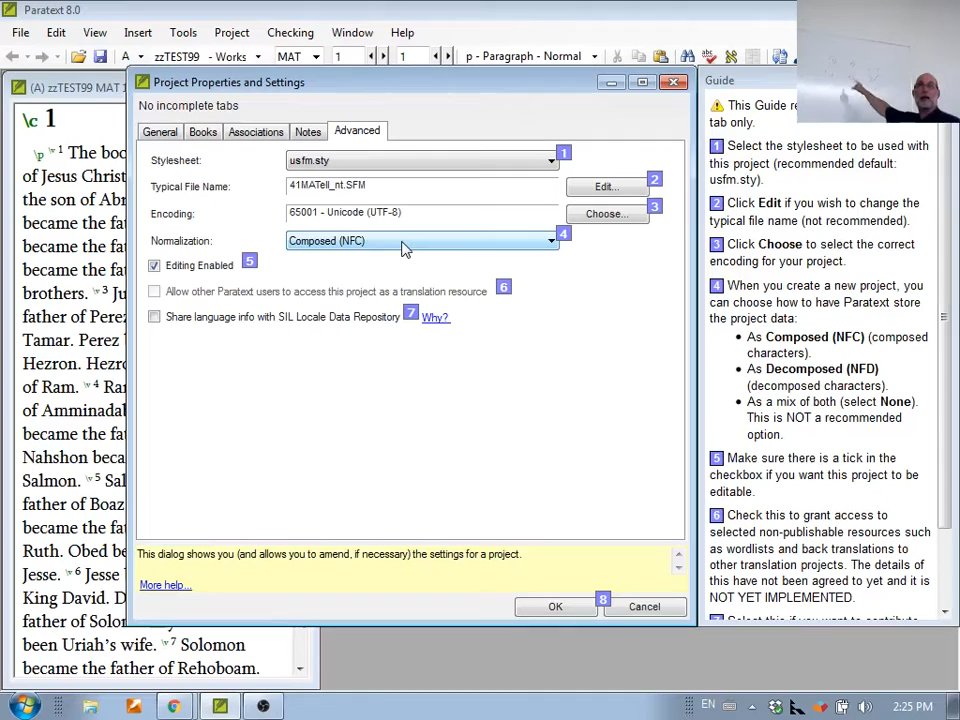 Paratext 8.0
File Edit View Insert Tools Project Checking Window Help
A zzTEST99 - Works MAT 1 1 p - Paragraph - Normal
(A) zzTEST99 MAT 1
\c 1
\p \v 1 The boo
of Jesus Christ
the son of Abr
became the fat
became the fat
became the fat
brothers. \v 3 Ju
father of Perez
Tamar. Perez b
Hezron. Hezro
of Ram. \v 4 Ram
of Amminadab
became the fat
Nahshon beca
Salmon. \v 5 Sal
father of Boaz
became the fat
Ruth. Obed be
Jesse. \v 6 Jesse
King David. D
father of Solom
been Uriah's wife. \v 7 Solomon
became the father of Rehoboam.
Project Properties and Settings
No incomplete tabs
General Books Associations Notes Advanced
Stylesheet: usfm.sty 1
Typical File Name: 41MATell_nt.SFM Edit... 2
Encoding: 65001 - Unicode (UTF-8) Choose... 3
Normalization: Composed (NFC) 4
Editing Enabled 5
Allow other Paratext users to access this project as a translation resource 6
Share language info with SIL Locale Data Repository 7 Why?
This dialog shows you (and allows you to amend, if necessary) the settings for a project.
More help...
OK 8 Cancel
Guide
This Guide re
tab only.
1 Select the stylesheet to be used with
this project (recommended default:
usfm.sty).
2 Click Edit if you wish to change the
typical file name (not recommended).
3 Click Choose to select the correct
encoding for your project.
4 When you create a new project, you
can choose how to have Paratext store
the project data:
• As Composed (NFC) (composed
characters).
• As Decomposed (NFD)
(decomposed characters).
• As a mix of both (select None).
This is NOT a recommended
option.
5 Make sure there is a tick in the
checkbox if you want this project to be
editable.
6 Check this to grant access to
selected non-publishable resources such
as wordlists and back translations to
other translation projects. The details of
this have not been agreed to yet and it is
NOT YET IMPLEMENTED.
EN 2:25 PM